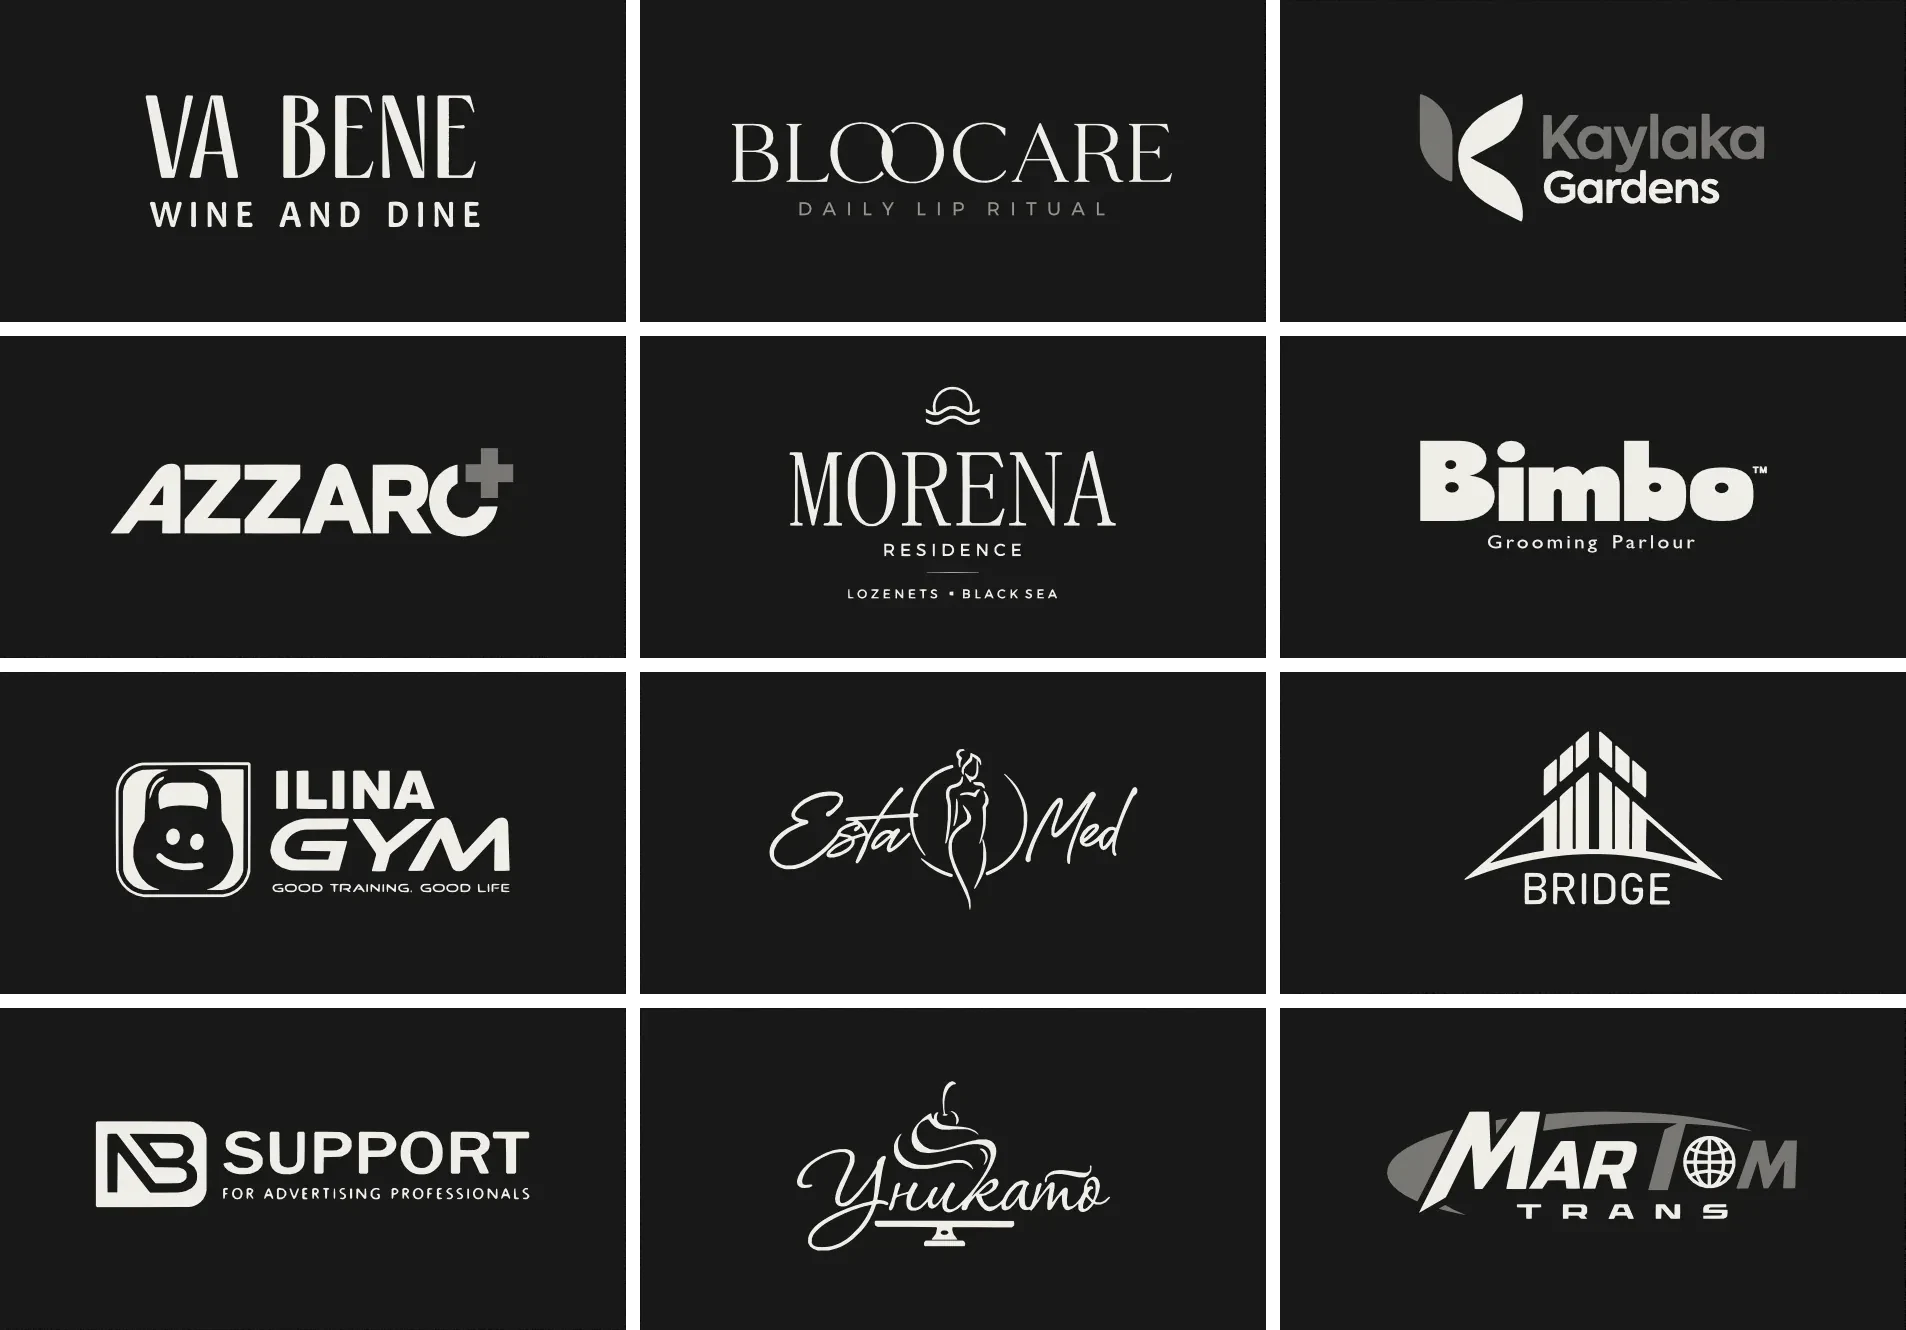 VA BENE
WINE AND DINE
BLOOCARE
DAILY LIP RITUAL
Kaylaka
Gardens
AZZARO
MORENA
RESIDENCE
LOZENETS • BLACK SEA
Bimbo™
Grooming Parlour
ILINA
GYM
GOOD TRAINING. GOOD LIFE
Esta Med
BRIDGE
NB SUPPORT
FOR ADVERTISING PROFESSIONALS
Уникато
MARTOM
TRANS